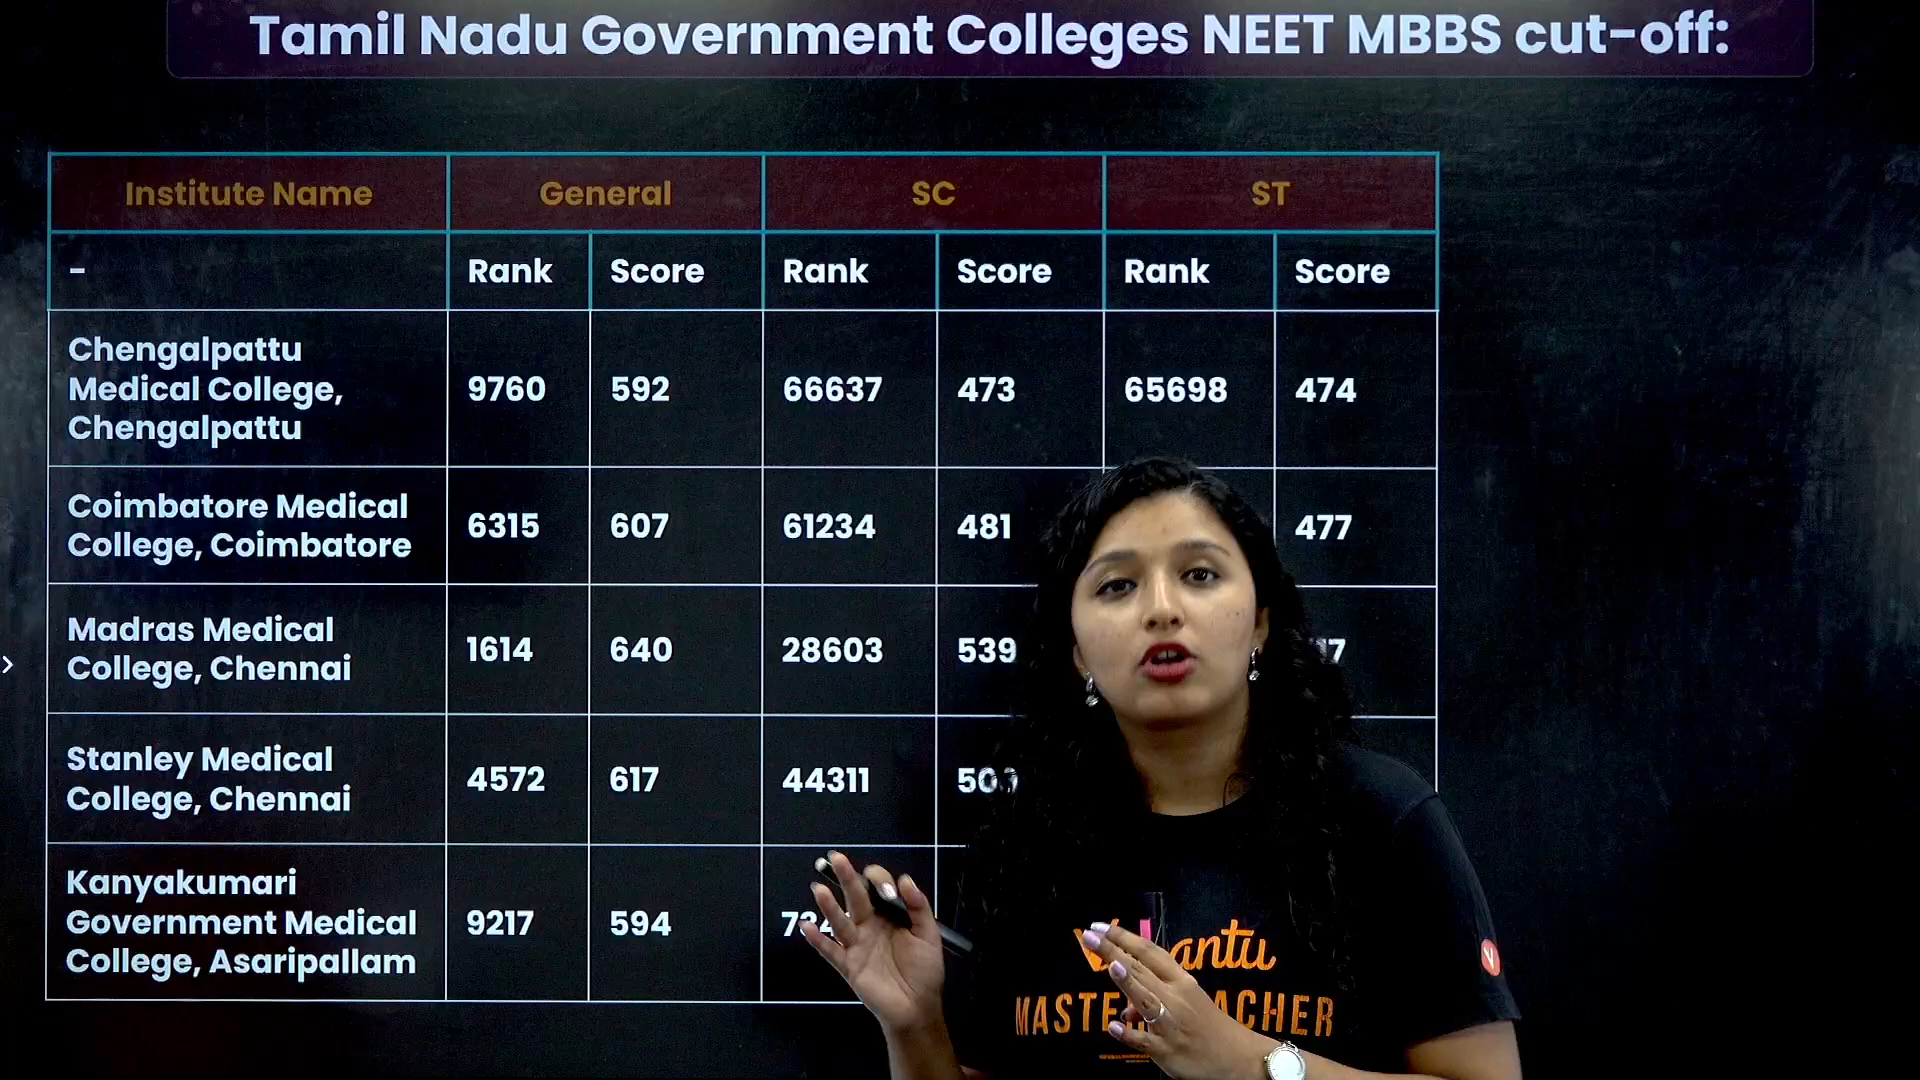 Tamil Nadu Government Colleges NEET MBBS cut-off:
Institute Name General SC ST
- Rank Score Rank Score Rank Score
Chengalpattu
Medical College,
Chengalpattu
9760 592 66637 473 65698 474
Coimbatore Medical
College, Coimbatore
6315 607 61234 481 477
Madras Medical
College, Chennai
1614 640 28603 539
Stanley Medical
College, Chennai
4572 617 44311
Kanyakumari
Government Medical
College, Asaripallam
9217 594